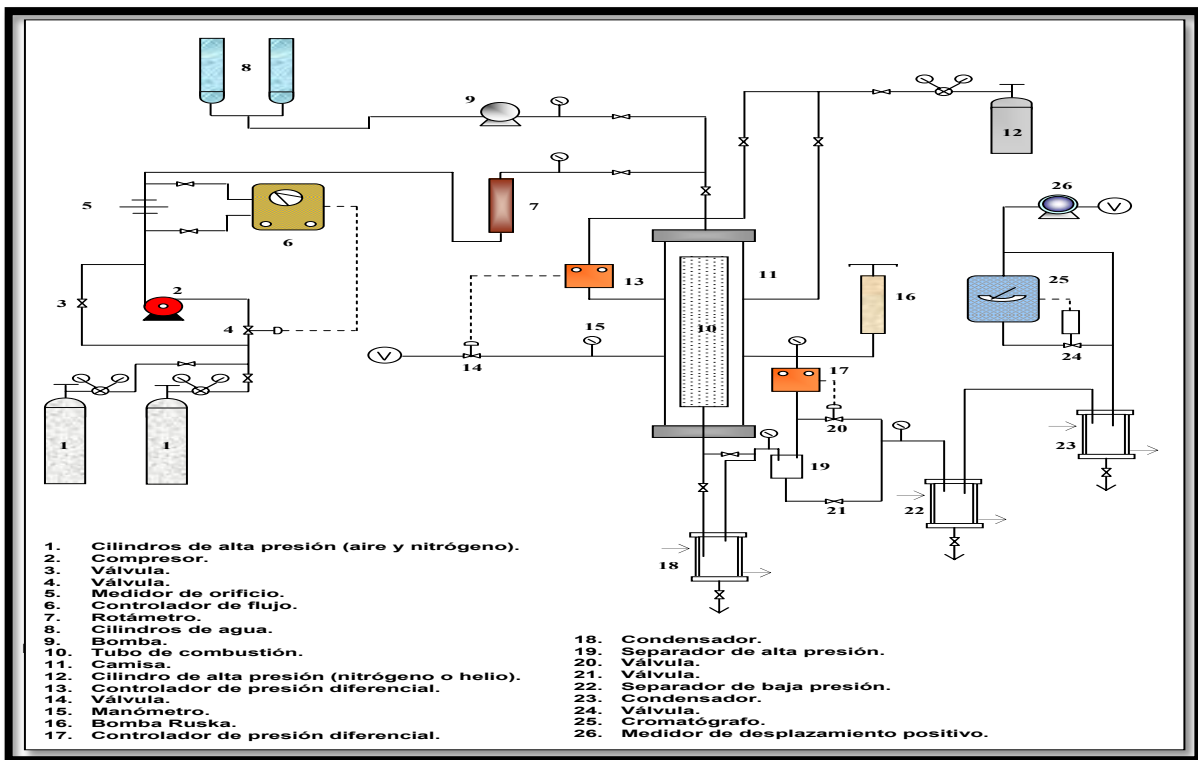 8
9
12
5
7
26
6
2
13
11
25
3
16
4
10
15
24
V
V
14
17
20
1
1
19
23
21
22
18
1. Cilindros de alta presión (aire y nitrógeno).
2. Compresor.
3. Válvula.
4. Válvula.
5. Medidor de orificio.
6. Controlador de flujo.
7. Rotámetro.
8. Cilindros de agua.
9. Bomba.
10. Tubo de combustión.
11. Camisa.
12. Cilindro de alta presión (nitrógeno o helio).
13. Controlador de presión diferencial.
14. Válvula.
15. Manómetro.
16. Bomba Ruska.
17. Controlador de presión diferencial.
18. Condensador.
19. Separador de alta presión.
20. Válvula.
21. Válvula.
22. Separador de baja presión.
23. Condensador.
24. Válvula.
25. Cromatógrafo.
26. Medidor de desplazamiento positivo.